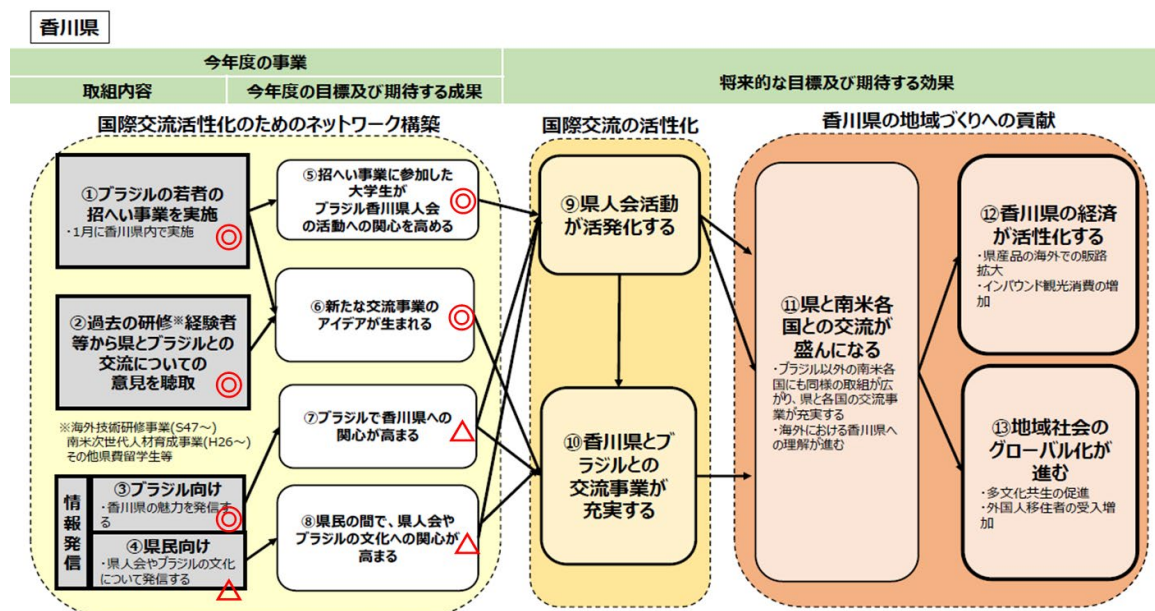 香川県
今年度の事業
取組内容
今年度の目標及び期待する成果
将来的な目標及び期待する効果
国際交流活性化のためのネットワーク構築
①ブラジルの若者の
招へい事業を実施
・1月に香川県内で実施
◎
②過去の研修※経験者
等から県とブラジルとの
交流についての
意見を聴取
◎
※海外技術研修事業(S47～)
南米次世代人材育成事業(H26～)
その他県費留学生等
情報発信
③ブラジル向け
・香川県の魅力を発信す
る
◎
④県民向け
・県人会やブラジルの文化
について発信する
△
⑤招へい事業に参加した
大学生が
ブラジル香川県人会
の活動への関心を高める
◎
⑥新たな交流事業の
アイデアが生まれる
◎
⑦ブラジルで香川県への
関心が高まる
△
⑧県民の間で、県人会や
ブラジルの文化への関心が
高まる
△
国際交流の活性化
⑨県人会活動
が活発化する
⑩香川県とブ
ラジルとの
交流事業が
充実する
香川県の地域づくりへの貢献
⑪県と南米各
国との交流が
盛んになる
・ブラジル以外の南米各
国にも同様の取組が広
がり、県と各国の交流事
業が充実する
・海外における香川県へ
の理解が進む
⑫香川県の経済
が活性化する
・県産品の海外での販路
拡大
・インバウンド観光消費の増
加
⑬地域社会の
グローバル化が
進む
・多文化共生の促進
・外国人移住者の受入増
加